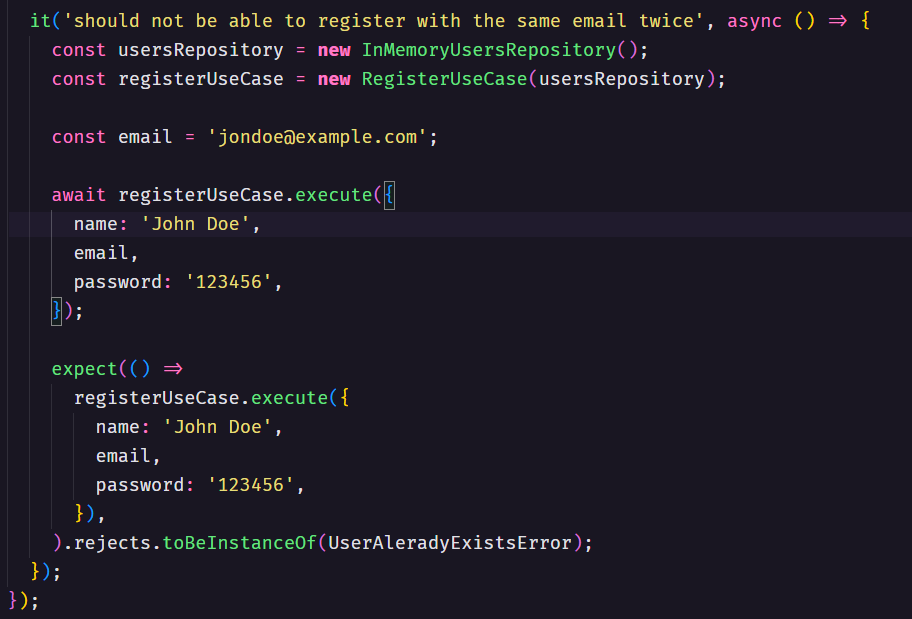 it('should not be able to register with the same email twice', async () => {
const usersRepository = new InMemoryUsersRepository();
const registerUseCase = new RegisterUseCase(usersRepository);
const email = 'jondoe@example.com';
await registerUseCase.execute({
name: 'John Doe',
email,
password: '123456',
});
expect(() =>
registerUseCase.execute({
name: 'John Doe',
email,
password: '123456',
}),
).rejects.toBeInstanceOf(UserAleradyExistsError);
});
});